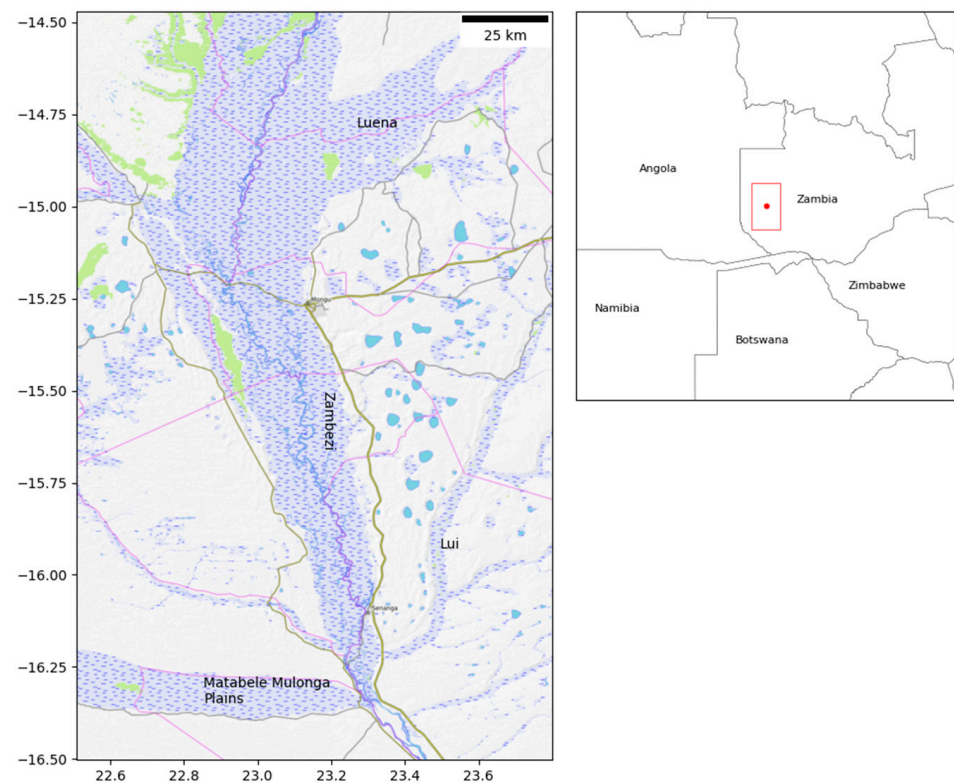 −14.50
25 km
−14.75
Luena
−15.00
−15.25
Mongu
−15.50
Zambezi
−15.75
Lui
−16.00
Senanga
−16.25
Matabele Mulonga
Plains
−16.50
22.6 22.8 23.0 23.2 23.4 23.6
Angola
Zambia
Zimbabwe
Namibia
Botswana